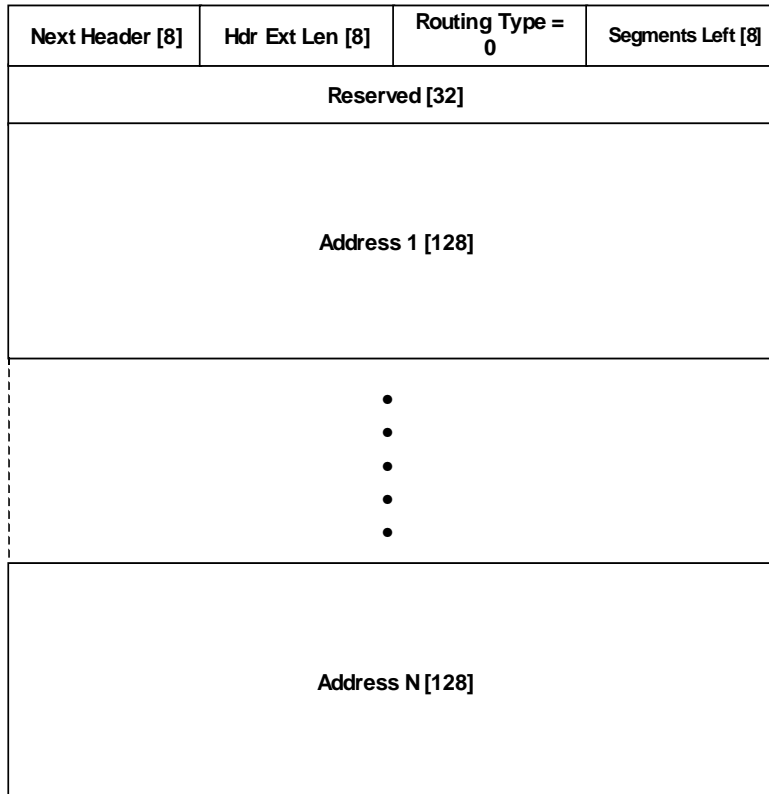 Next Header [8] Hdr Ext Len [8] Routing Type = Segments Left [8]
0
Reserved [32]
Address 1 [128]
Address N [128]